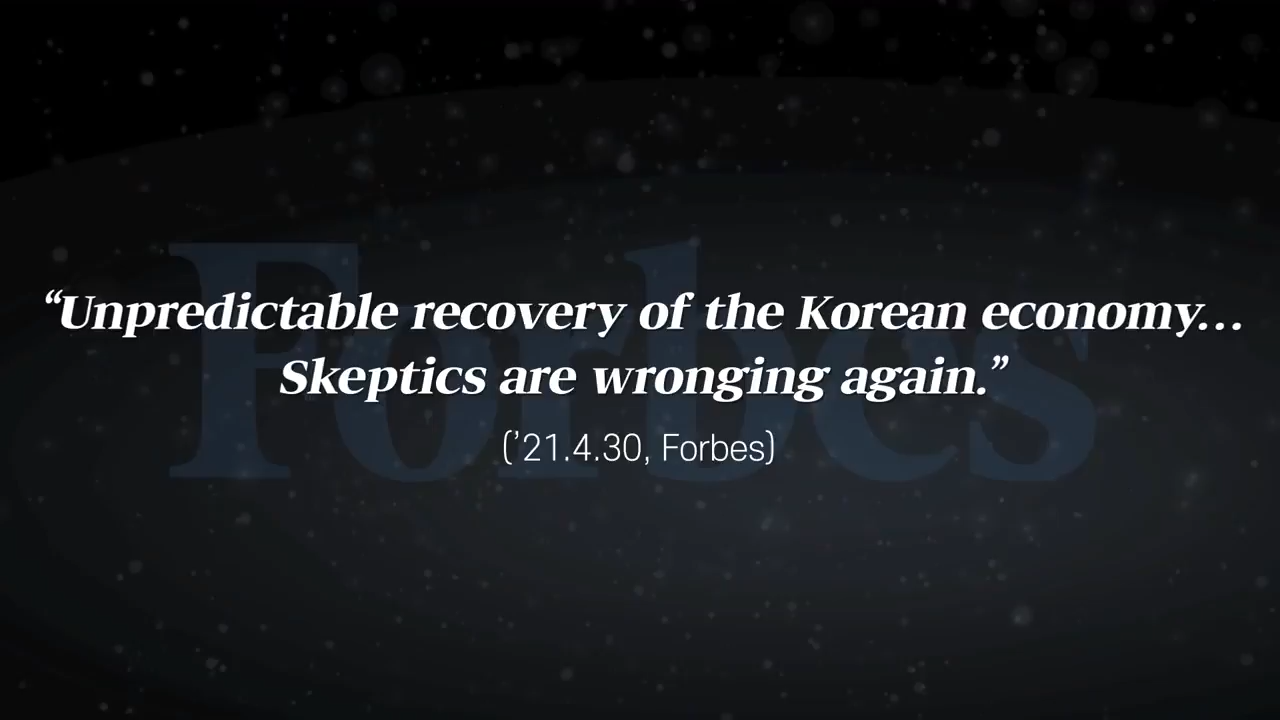 “Unpredictable recovery of the Korean economy...
Skeptics are wronging again.”
(’21.4.30, Forbes)
Forbes